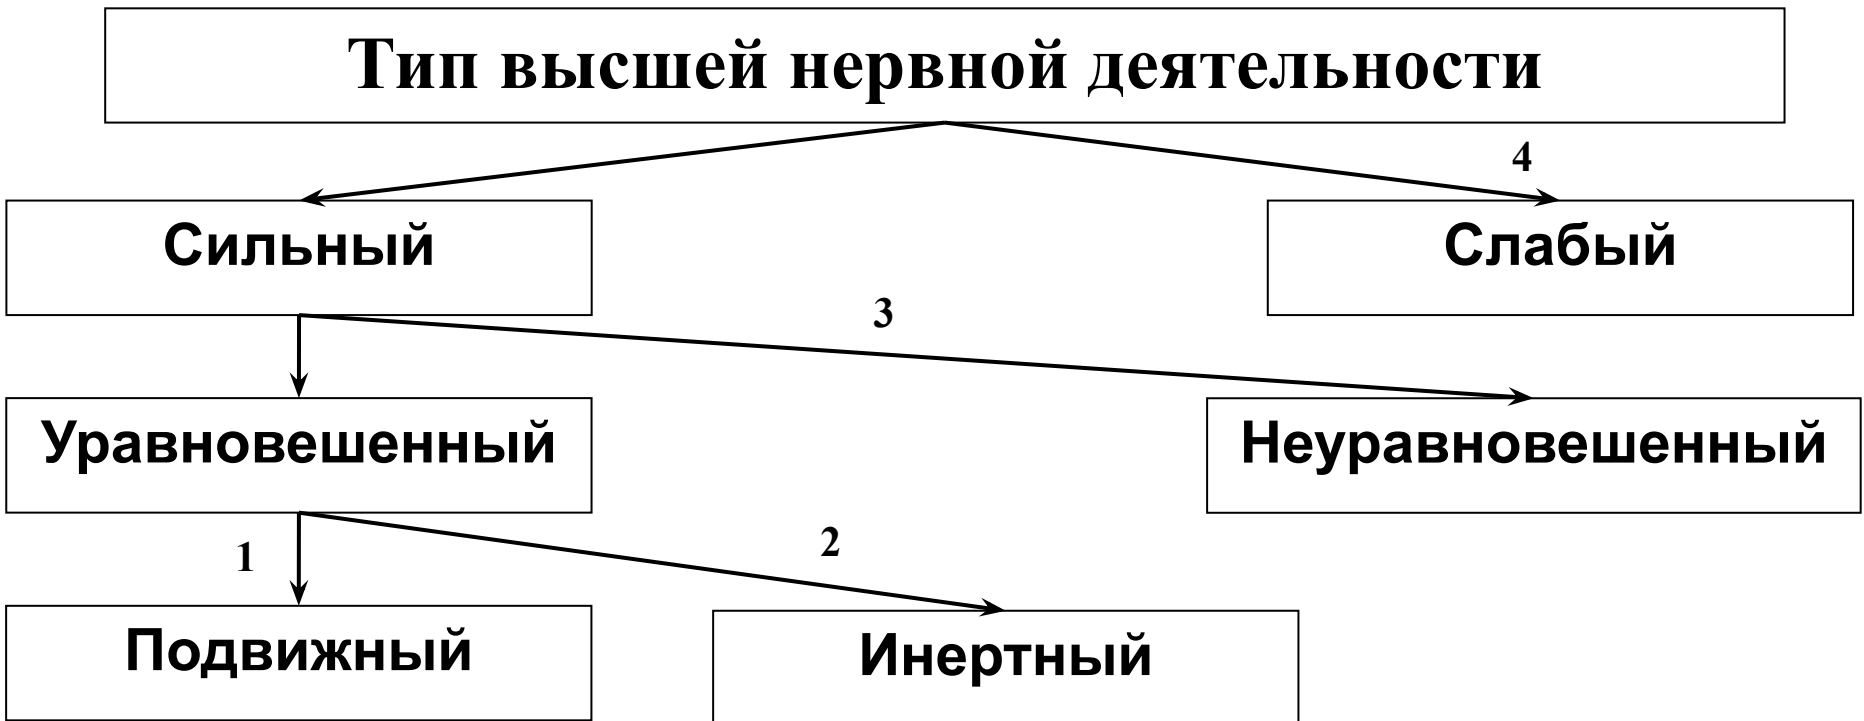 Тип высшей нервной деятельности
4
Сильный
Слабый
3
Уравновешенный
Неуравновешенный
1
2
Подвижный
Инертный